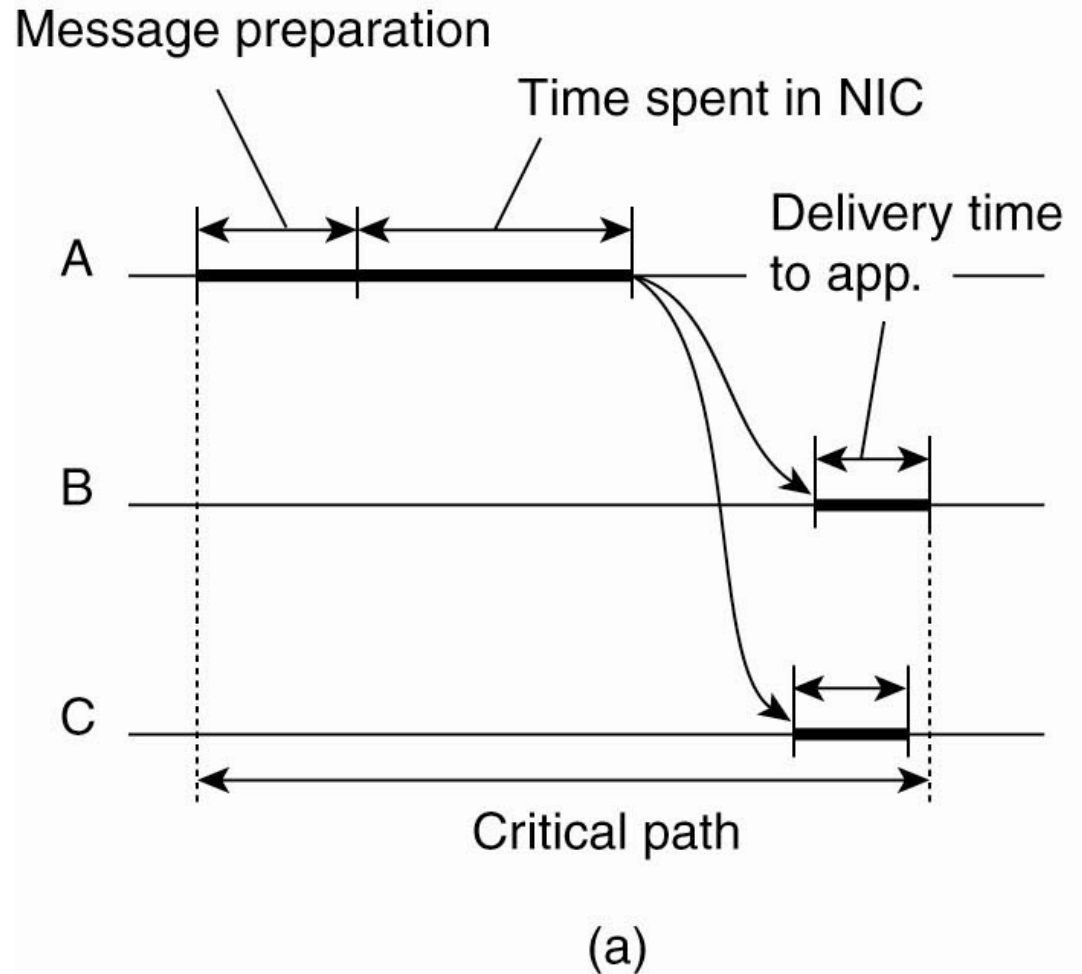 Message preparation
Time spent in NIC
Delivery time
to app.
A
B
C
Critical path
(a)